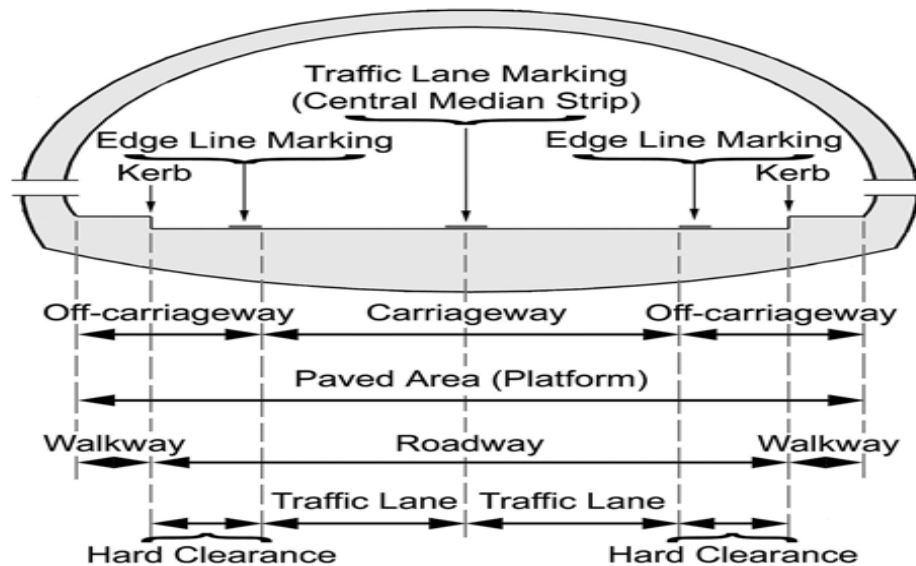 Traffic Lane Marking
(Central Median Strip)
Edge Line Marking
Edge Line Marking
Kerb
Kerb
Off-carriageway
Carriageway
Off-carriageway
Paved Area (Platform)
Walkway
Roadway
Walkway
Traffic Lane
Traffic Lane
Hard Clearance
Hard Clearance